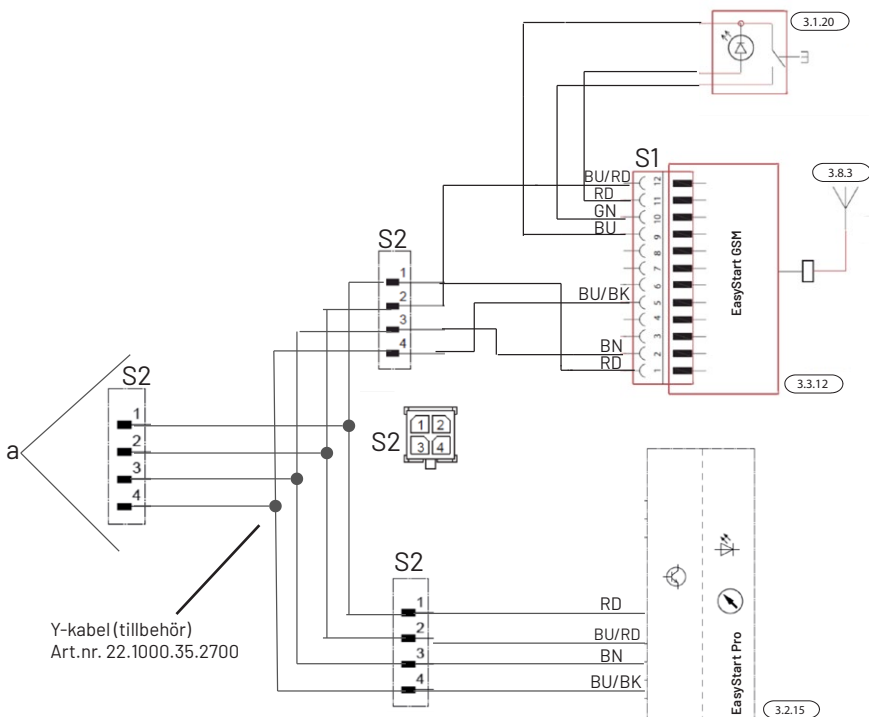 3.1.20
S1
3.8.3
BU/RD
12
RD
11
GN
10
BU
9
8
7
6
BU/BK
5
4
3
BN
2
RD
1
EasyStart GSM
3.3.12
S2
1
2
3
4
S2
1
2
3
4
a
S2
1 2
3 4
S2
1
2
3
4
RD
BU/RD
BN
BU/BK
EasyStart Pro
3.2.15
Y-kabel (tillbehör)
Art.nr. 22.1000.35.2700